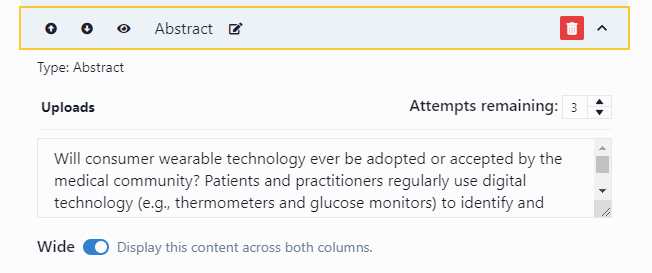 Abstract
Type: Abstract
Uploads
Attempts remaining: 3
Will consumer wearable technology ever be adopted or accepted by the
medical community? Patients and practitioners regularly use digital
technology (e.g., thermometers and glucose monitors) to identify and
Wide Display this content across both columns.